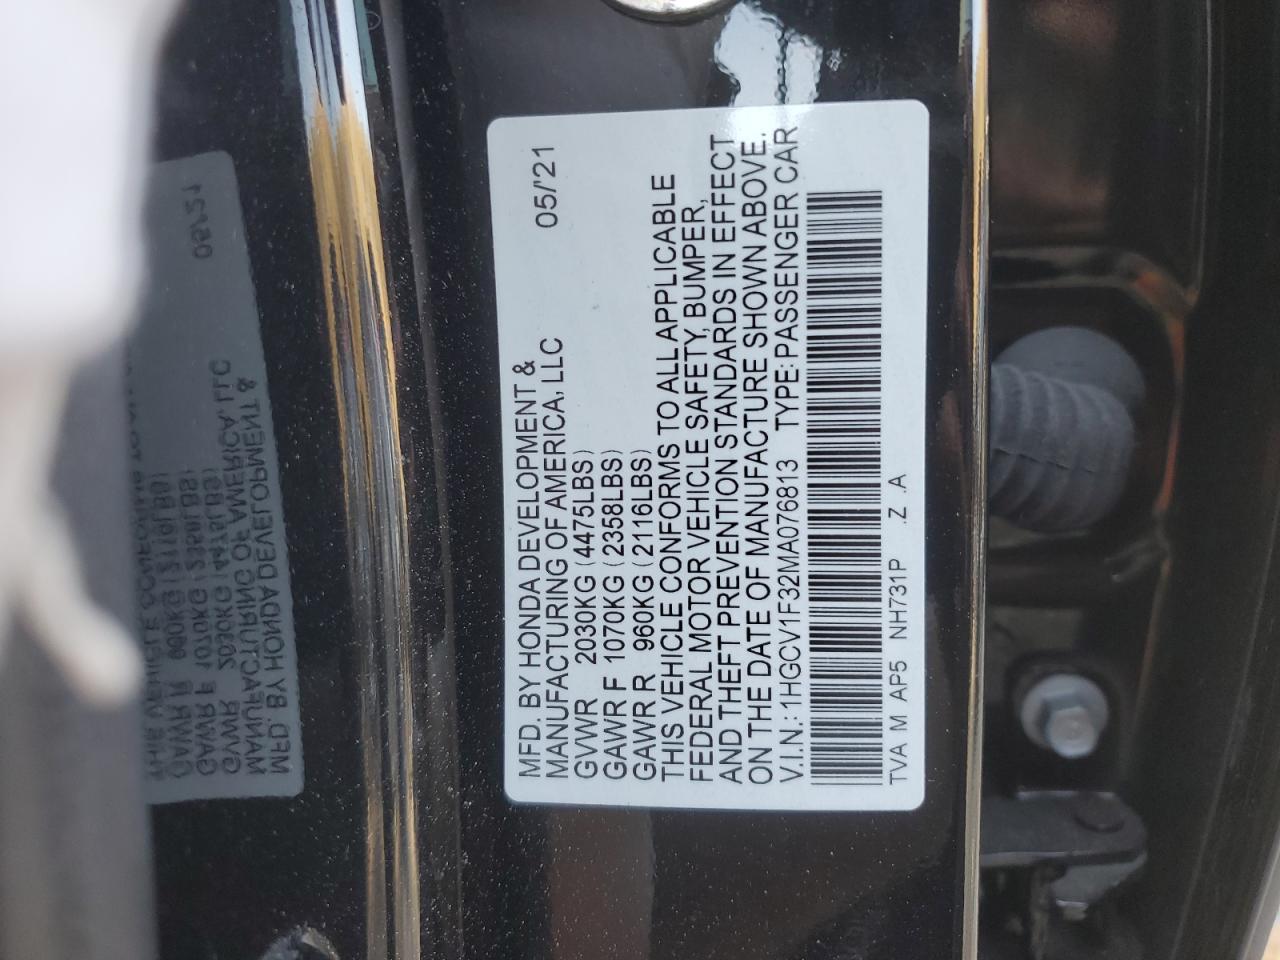 MFD. BY HONDA DEVELOPMENT &
MANUFACTURING OF AMERICA, LLC 05/'21
GVWR 2030KG (4475LBS)
GAWR F 1070KG (2358LBS)
GAWR R 960KG (2116LBS)
THIS VEHICLE CONFORMS TO ALL APPLICABLE
FEDERAL MOTOR VEHICLE SAFETY, BUMPER,
AND THEFT PREVENTION STANDARDS IN EFFECT
ON THE DATE OF MANUFACTURE SHOWN ABOVE.
V.I.N.: 1HGCV1F32MA076813 TYPE: PASSENGER CAR
TVA M AP5 NH731P .Z .A